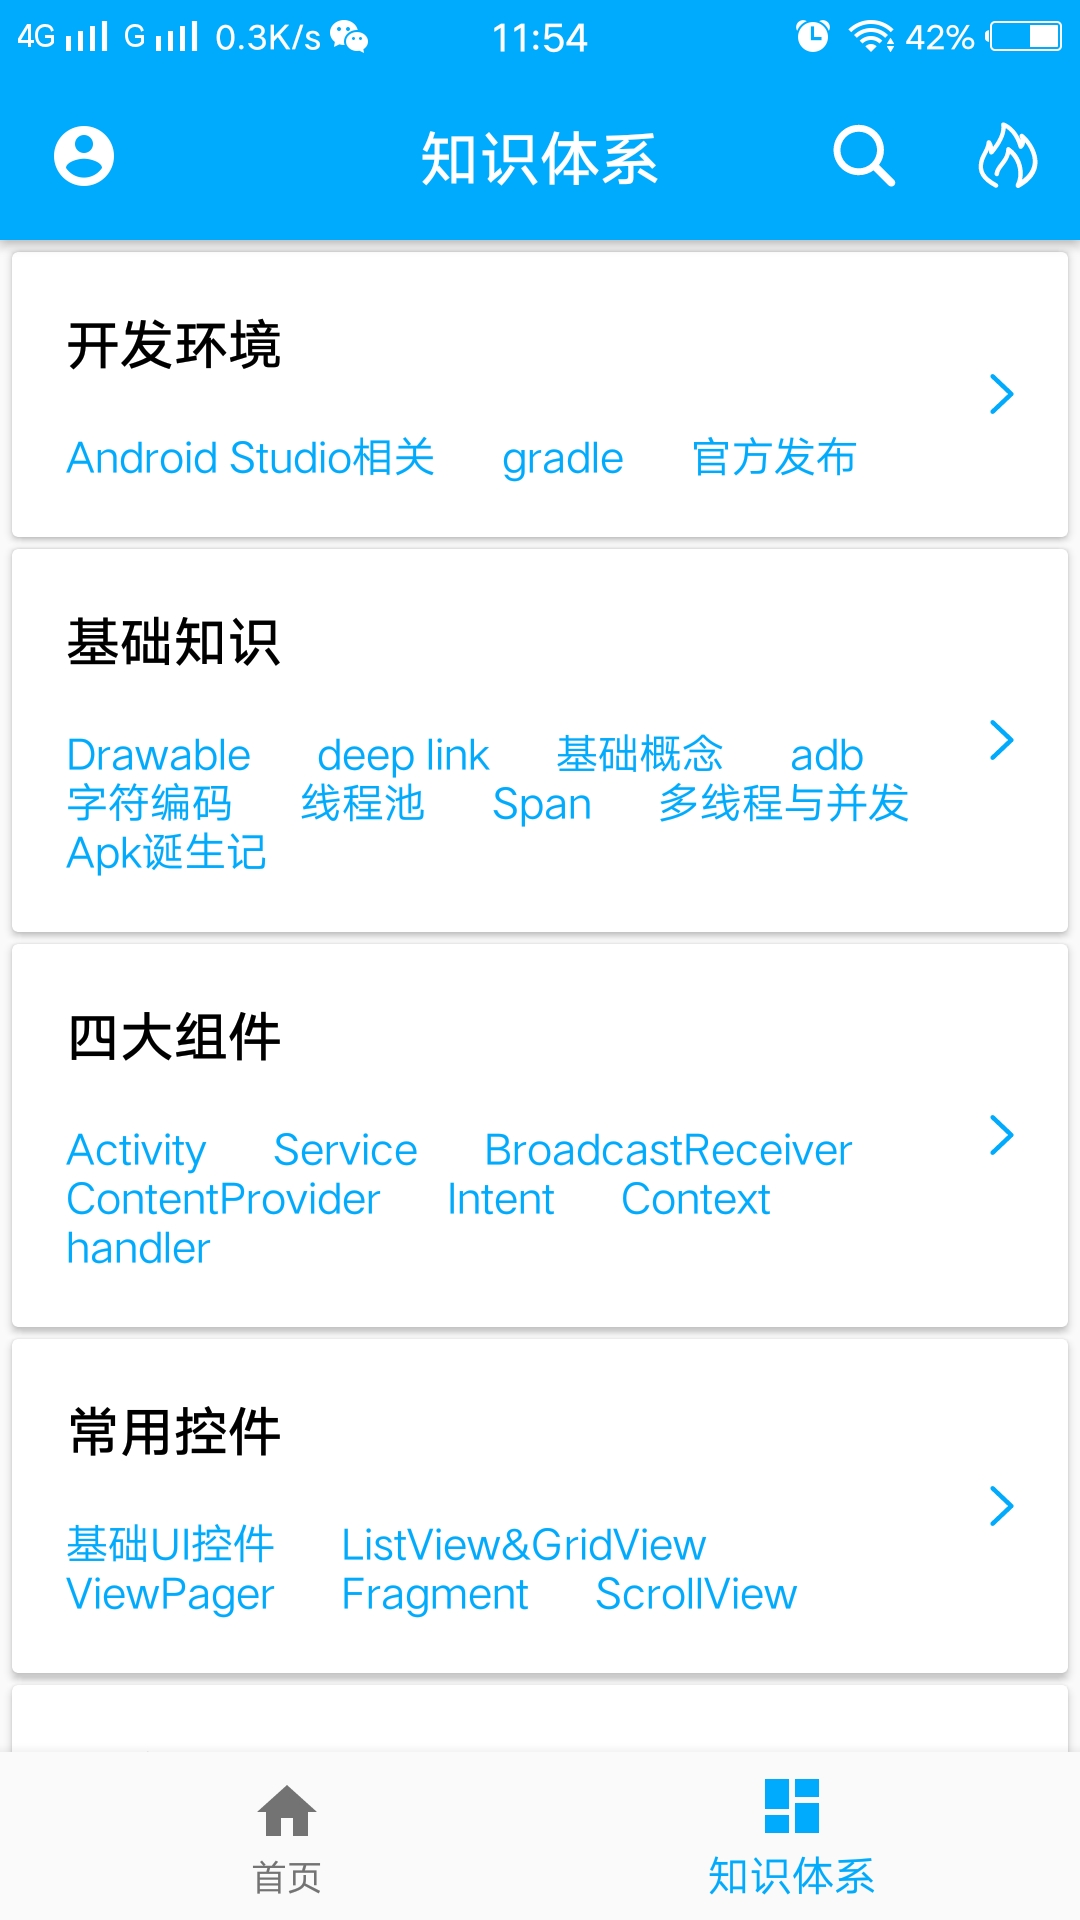 4G G 0.3K/s 11:54 42%
知识体系
开发环境
Android Studio相关 gradle 官方发布
基础知识
Drawable deep link 基础概念 adb
字符编码 线程池 Span 多线程与并发
Apk诞生记
四大组件
Activity Service BroadcastReceiver
ContentProvider Intent Context
handler
常用控件
基础UI控件 ListView&GridView
ViewPager Fragment ScrollView
首页 知识体系